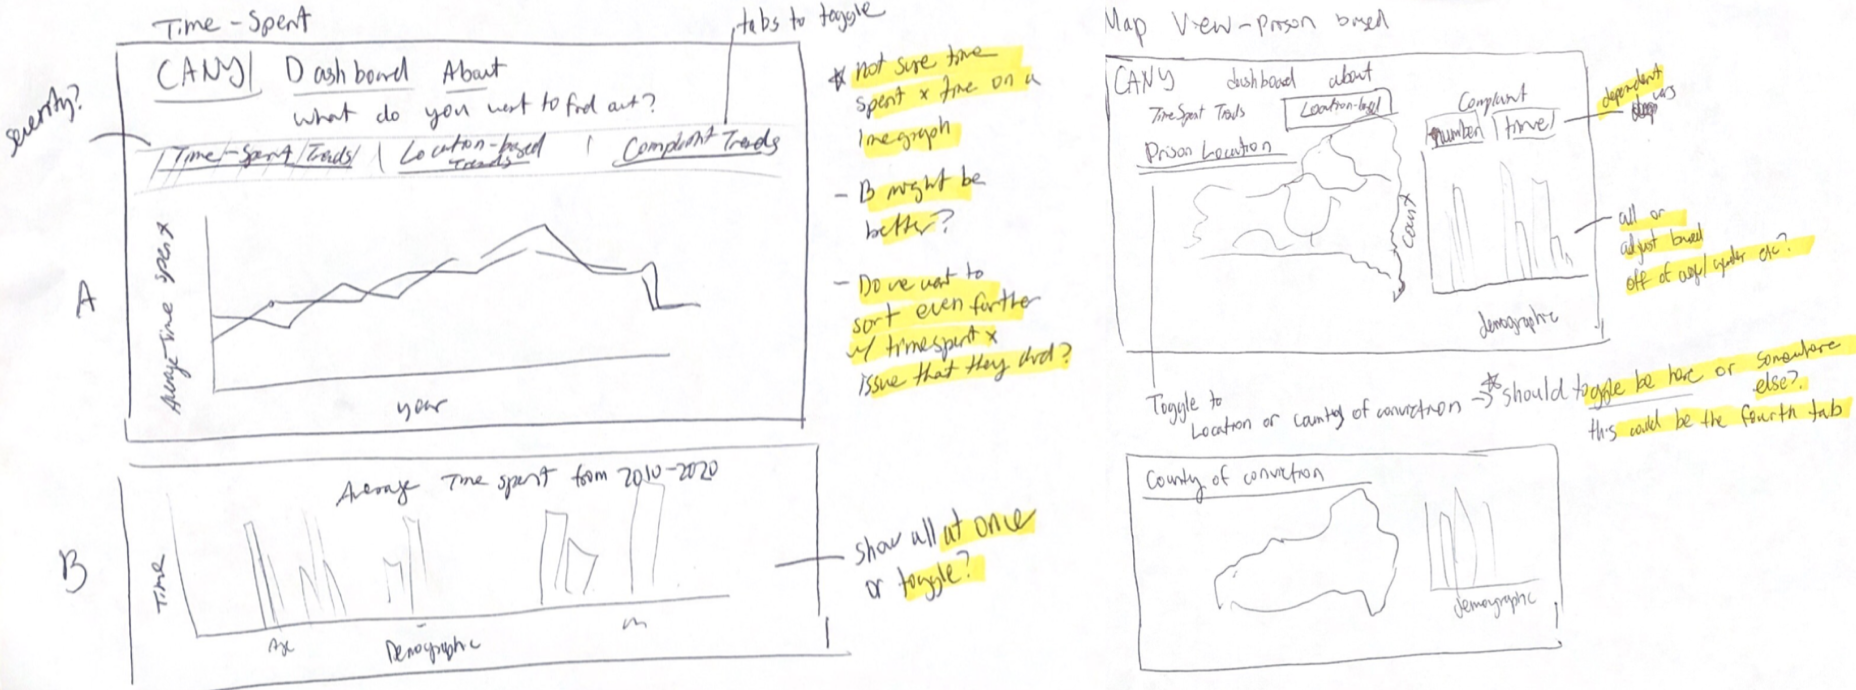 Time-Spent
tabs to toggle
severity?
CANY
Dashboard
About
what do you want to find out?
Time-Spent Trends
Location-based Trends
Complaint Trends
A
Average time spent
year
* not sure time
spent x time on a
linegraph
- B might be
better?
- Do we want to
sort even further
w/ timespent x
issue that they had?
B
Average Time spent from 2010-2020
Time
Age
Demographic
show all at once
or toggle?
Map View-prison based
CANY
dashboard
about
Time Spent Trends
Location-based
Prison Location
Complaint
number
time
dependent
vars
count
demographic
all or
adjust based
off of age/gender etc?
Toggle to
Location or county of conviction → * should toggle be here or somewhere
else?
this could be the fourth tab
County of conviction
demographic